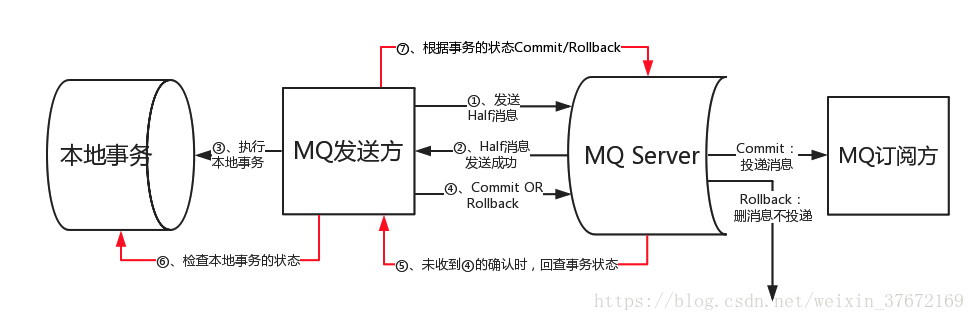 ⑦、根据事务的状态Commit/Rollback
①、发送
Half消息
本地事务
③、执行
本地事务
MQ发送方
②、Half消息
发送成功
MQ Server
Commit：
投递消息
MQ订阅方
④、Commit OR
Rollback
Rollback：
删消息不投递
⑥、检查本地事务的状态
⑤、未收到④的确认时，回查事务状态
https://blog.csdn.net/weixin_37672169